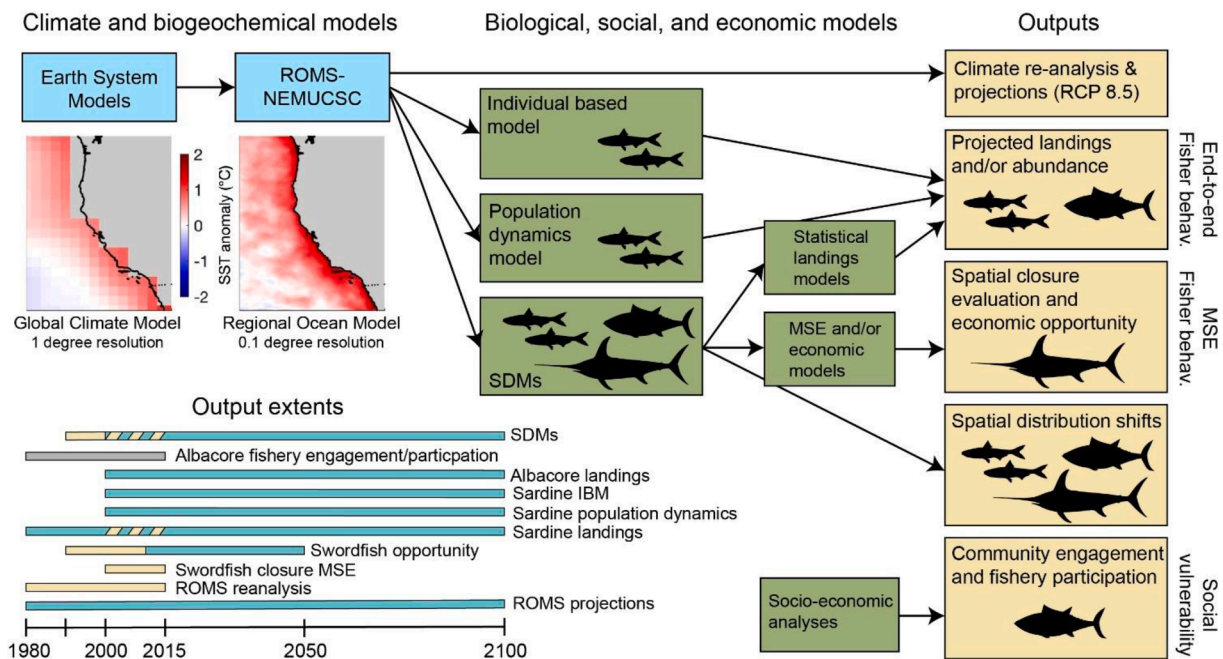 Climate and biogeochemical models
Biological, social, and economic models
Outputs
Earth System
Models
ROMS-
NEMUCSC
2
1
0
-1
-2
SST anomaly (°C)
Global Climate Model
1 degree resolution
Regional Ocean Model
0.1 degree resolution
Individual based
model
Population
dynamics
model
SDMs
Statistical
landings
models
MSE and/or
economic
models
Socio-economic
analyses
Climate re-analysis &
projections (RCP 8.5)
Projected landings
and/or abundance
End-to-end
Fisher behav.
Spatial closure
evaluation and
economic opportunity
MSE
Fisher behav.
Spatial distribution shifts
Community engagement
and fishery participation
Social
vulnerability
Output extents
SDMs
Albacore fishery engagement/particpation
Albacore landings
Sardine IBM
Sardine population dynamics
Sardine landings
Swordfish opportunity
Swordfish closure MSE
ROMS reanalysis
ROMS projections
1980 2000 2015 2050 2100